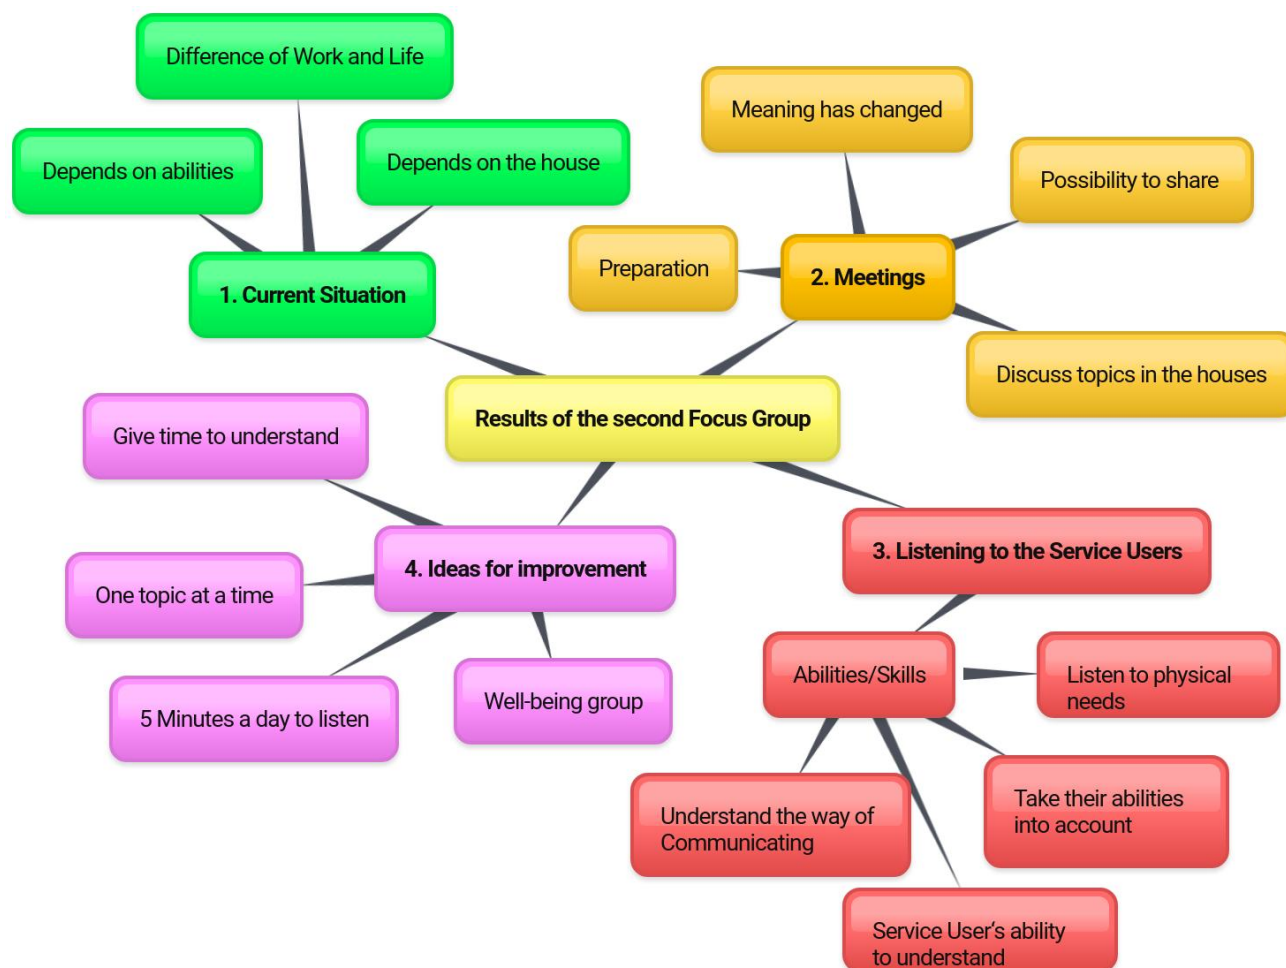 Difference of Work and Life
Depends on abilities
Depends on the house
1. Current Situation
Meaning has changed
Possibility to share
Preparation
2. Meetings
Discuss topics in the houses
Results of the second Focus Group
Give time to understand
4. Ideas for improvement
One topic at a time
5 Minutes a day to listen
Well-being group
3. Listening to the Service Users
Abilities/Skills
Listen to physical
needs
Understand the way of
Communicating
Take their abilities
into account
Service User‘s ability
to understand